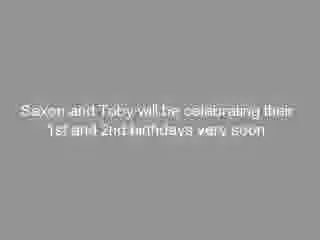 Saxon and Toby will be celebrating their
1st and 2nd birthdays very soon